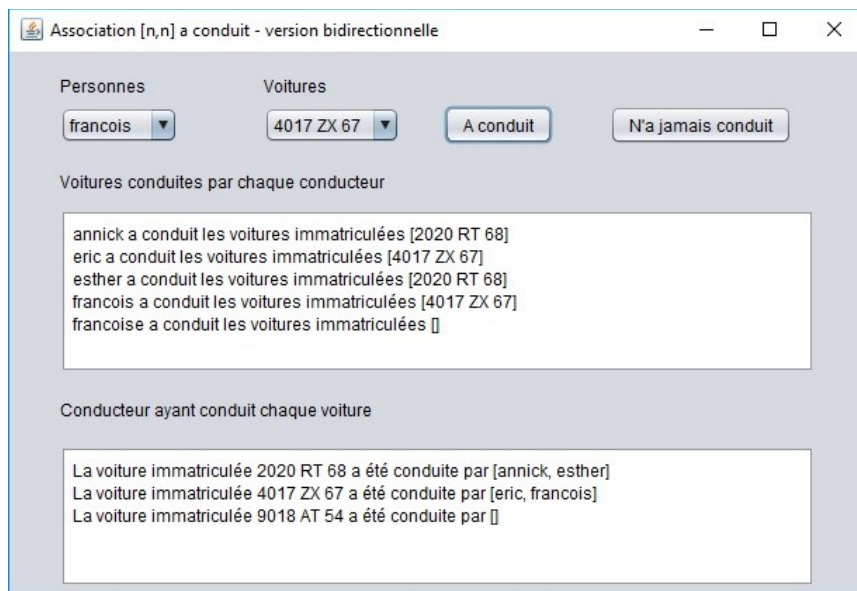 Association [n,n] a conduit - version bidirectionnelle
Personnes Voitures
francois 4017 ZX 67 A conduit N'a jamais conduit
Voitures conduites par chaque conducteur
annick a conduit les voitures immatriculées [2020 RT 68]
eric a conduit les voitures immatriculées [4017 ZX 67]
esther a conduit les voitures immatriculées [2020 RT 68]
francois a conduit les voitures immatriculées [4017 ZX 67]
francoise a conduit les voitures immatriculées []
Conducteur ayant conduit chaque voiture
La voiture immatriculée 2020 RT 68 a été conduite par [annick, esther]
La voiture immatriculée 4017 ZX 67 a été conduite par [eric, francois]
La voiture immatriculée 9018 AT 54 a été conduite par []